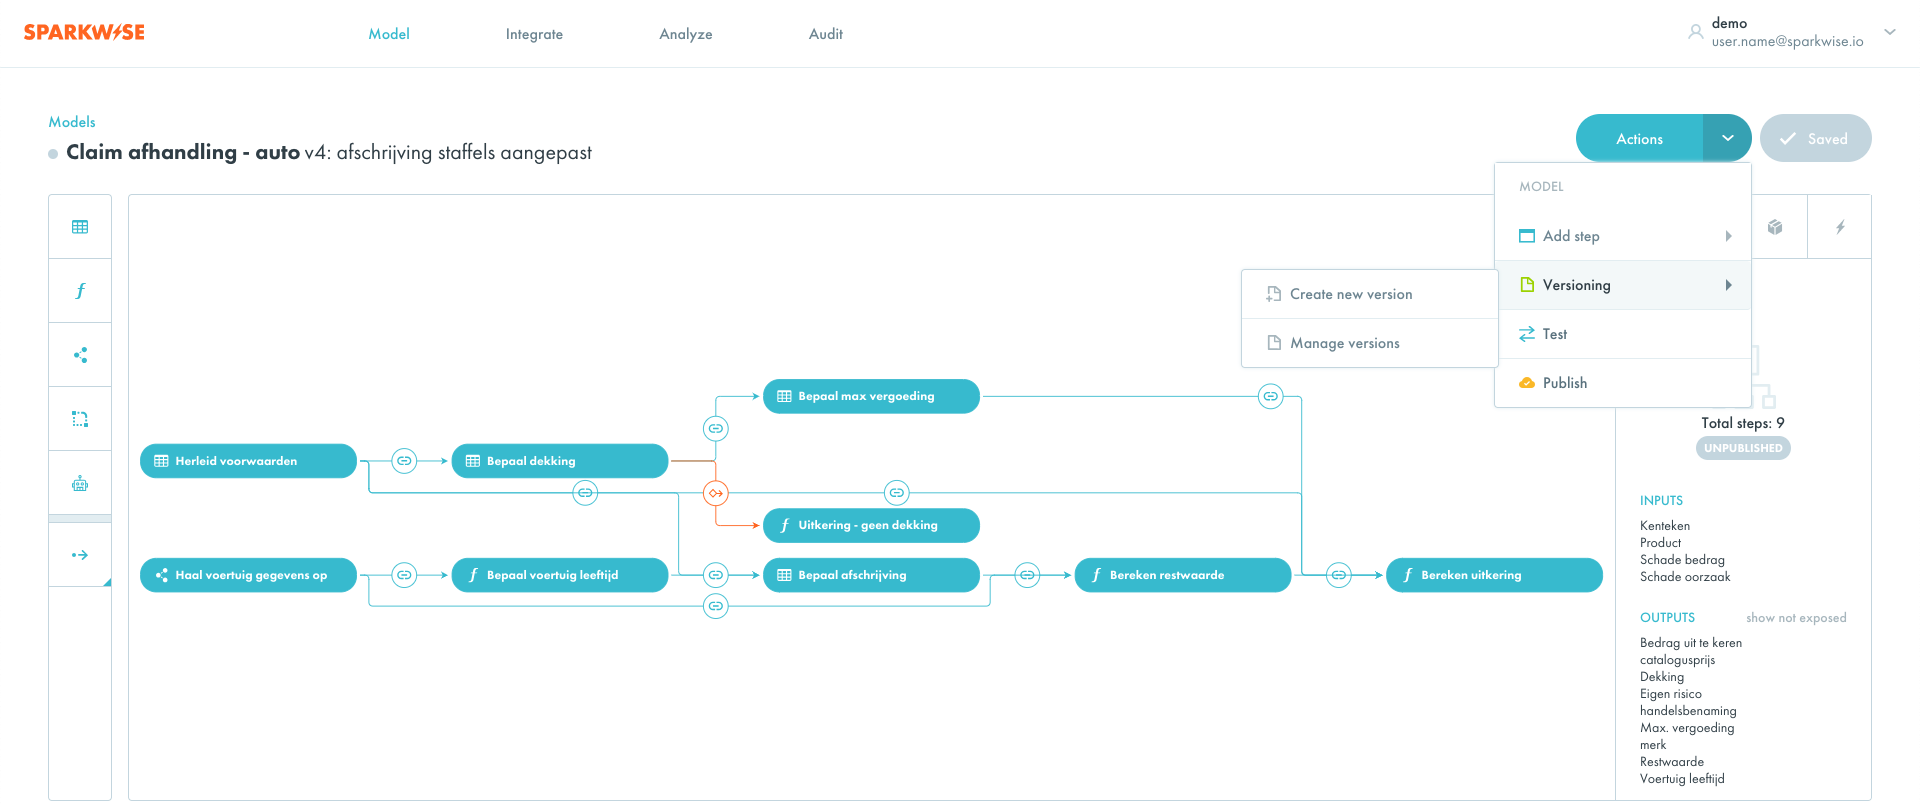 SPARKWISE
Model
Integrate
Analyze
Audit
demo
user.name@sparkwise.io
Models
Claim afhandling - auto v4: afschrijving staffels aangepast
Actions
Saved
MODEL
Add step
Versioning
Test
Publish
Create new version
Manage versions
Bepaal max vergoeding
Herleid voorwaarden
Bepaal dekking
Uitkering - geen dekking
Haal voertuig gegevens op
Bepaal voertuig leeftijd
Bepaal afschrijving
Bereken restwaarde
Bereken uitkering
Total steps: 9
UNPUBLISHED
INPUTS
Kenteken
Product
Schade bedrag
Schade oorzaak
OUTPUTS
show not exposed
Bedrag uit te keren
catalogusprijs
Dekking
Eigen risico
handelsbenaming
Max. vergoeding
merk
Restwaarde
Voertuig leeftijd